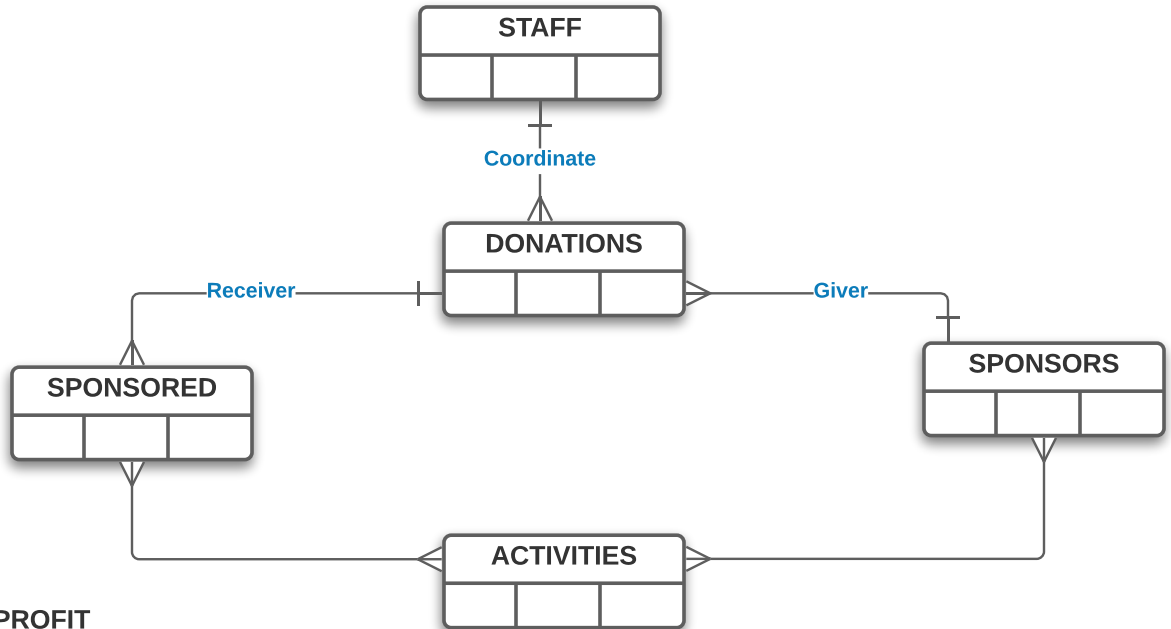 STAFF
Coordinate
DONATIONS
Receiver
Giver
SPONSORED
SPONSORS
ACTIVITIES
PROFIT